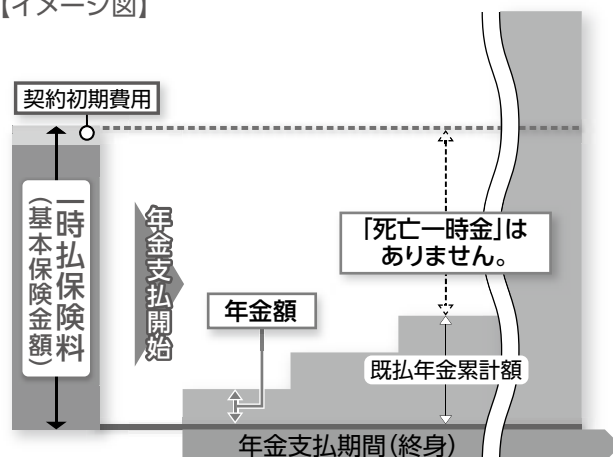 【イメージ図】
契約初期費用
一時払保険料
（基本保険金額）
年金支払開始
年金額
「死亡一時金」は
ありません。
既払年金累計額
年金支払期間（終身）